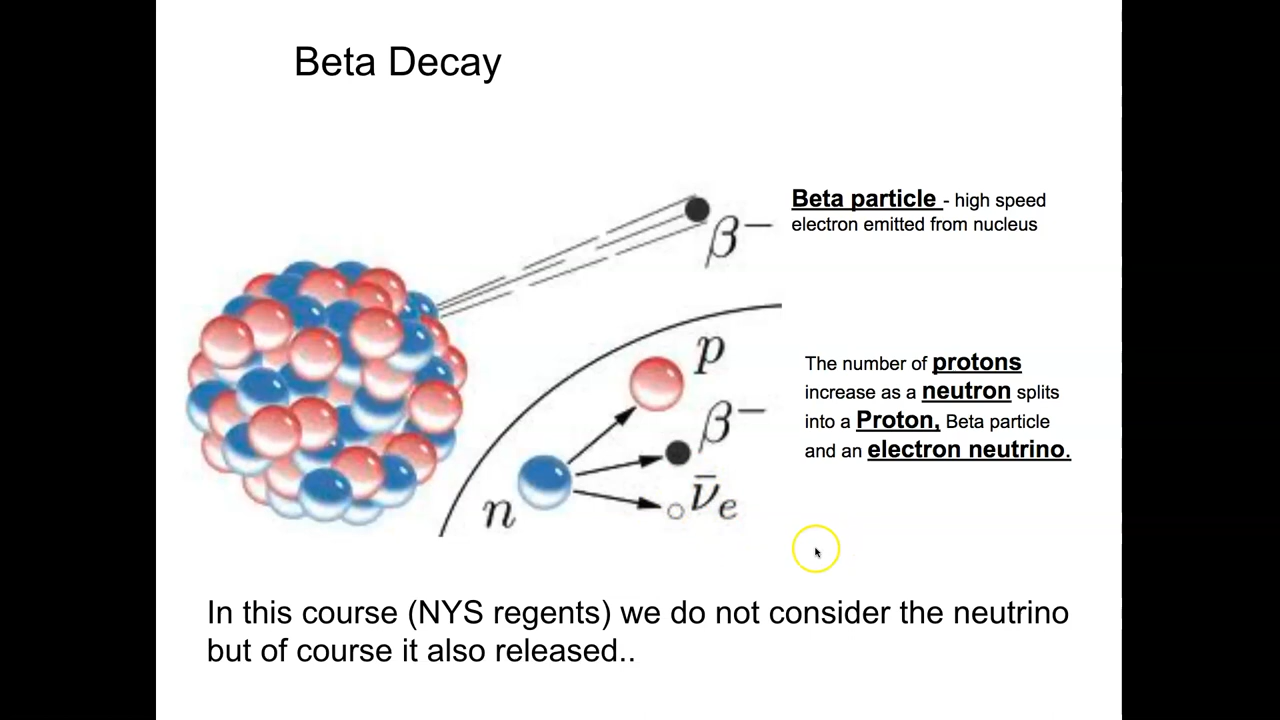 Beta Decay
Beta particle - high speed
electron emitted from nucleus
β−
p
The number of protons
increase as a neutron splits
into a Proton, Beta particle
and an electron neutrino.
β−
n
ν̄e
In this course (NYS regents) we do not consider the neutrino
but of course it also released..